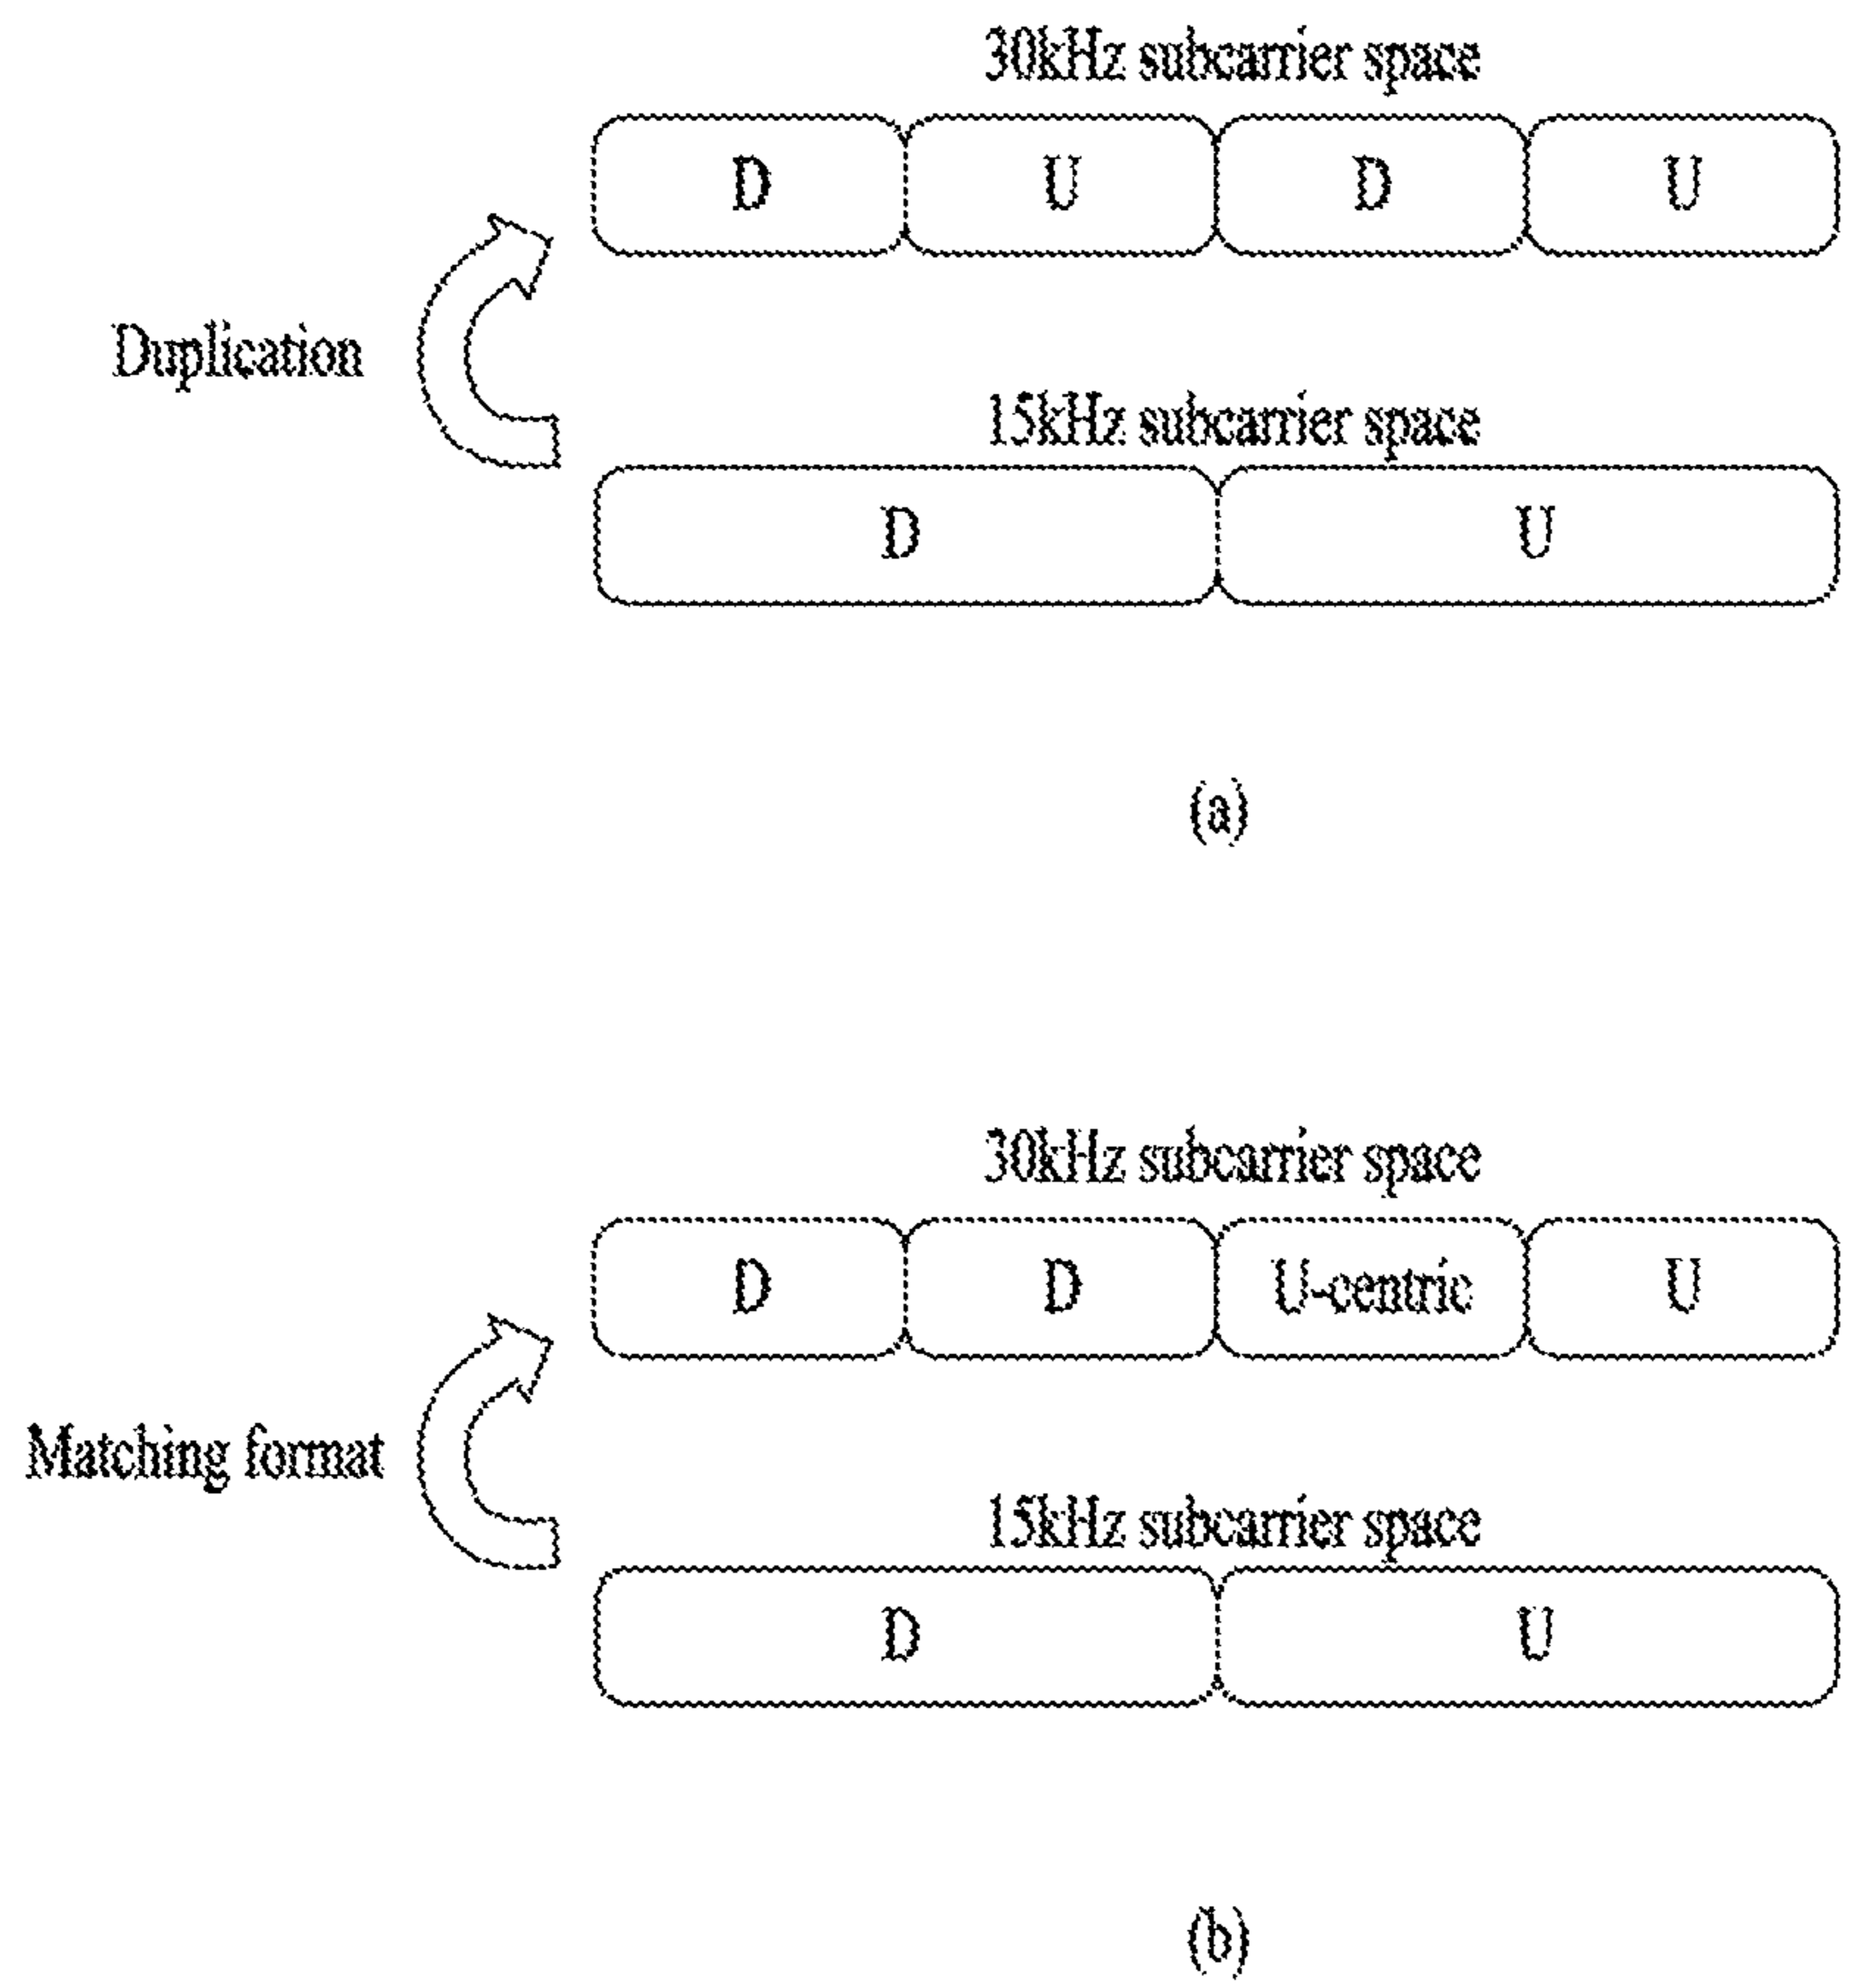 30kHz subcarrier space
D U D U
Duplication
15kHz subcarrier space
D U
(a)
30kHz subcarrier space
D D U-centric U
Matching format
15kHz subcarrier space
D U
(b)